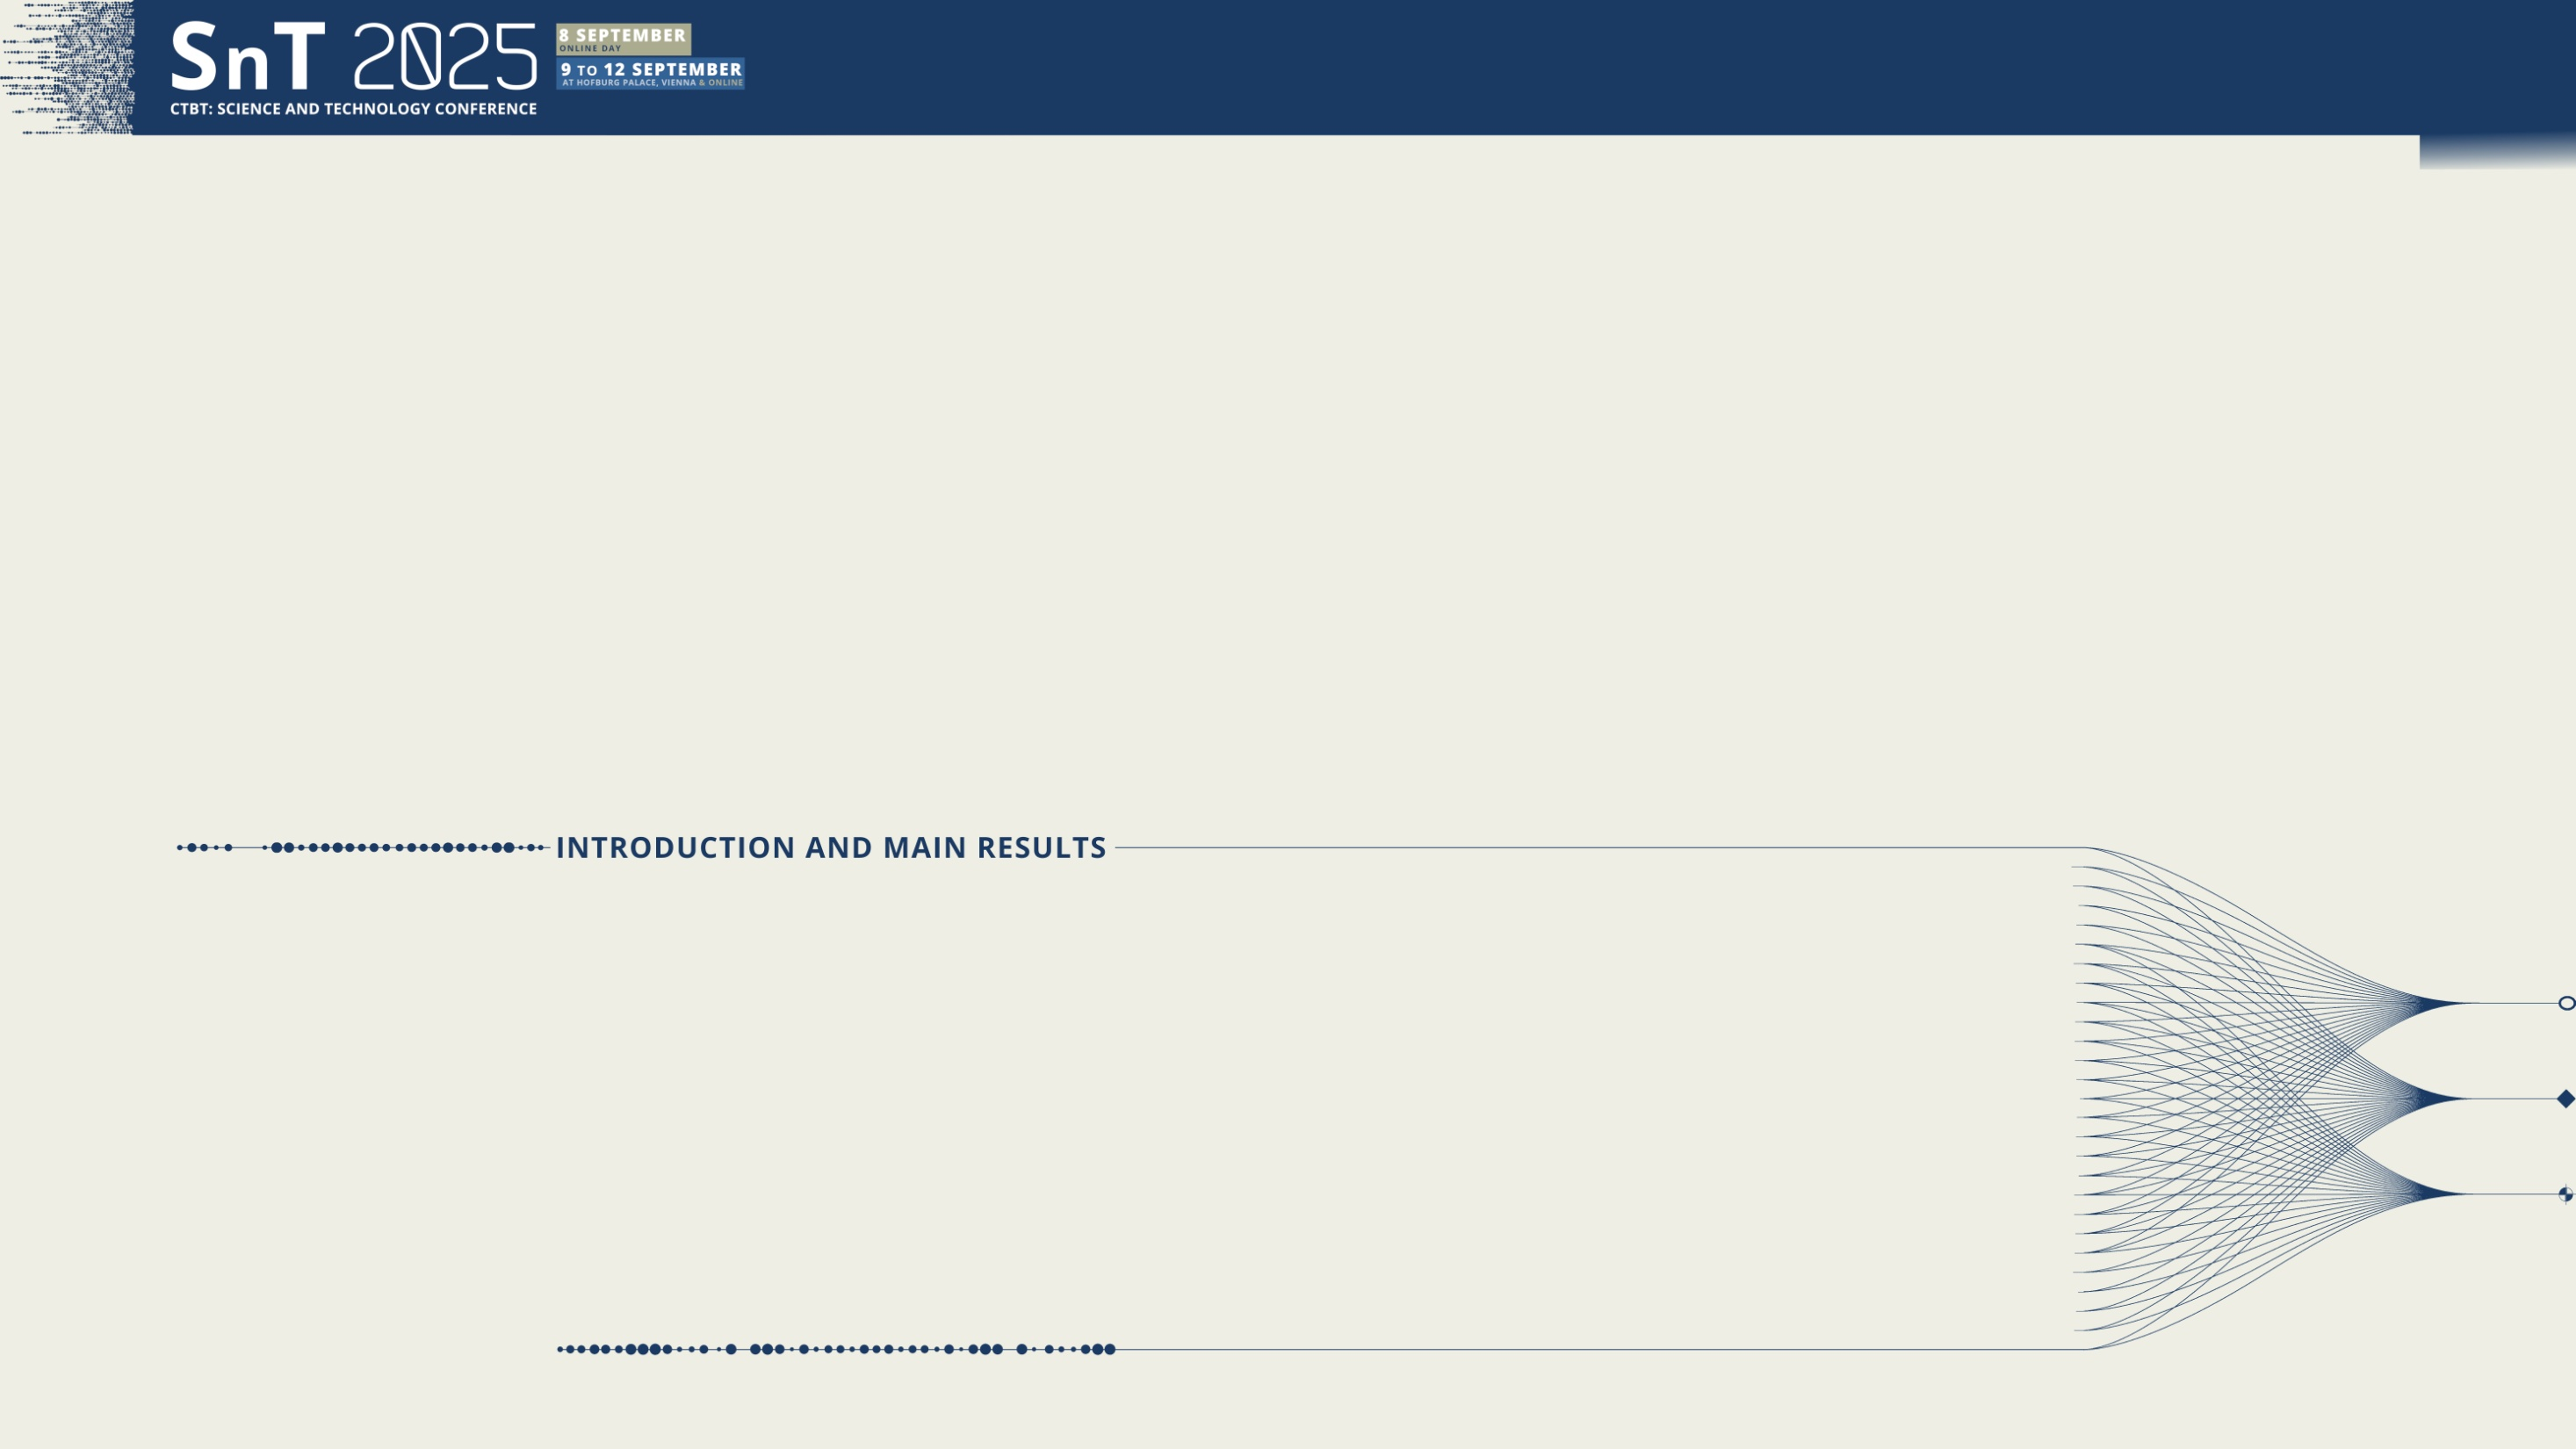 SnT 2025
CTBT: SCIENCE AND TECHNOLOGY CONFERENCE
8 SEPTEMBER
ONLINE DAY
9 TO 12 SEPTEMBER
AT HOFBURG PALACE, VIENNA & ONLINE
INTRODUCTION AND MAIN RESULTS